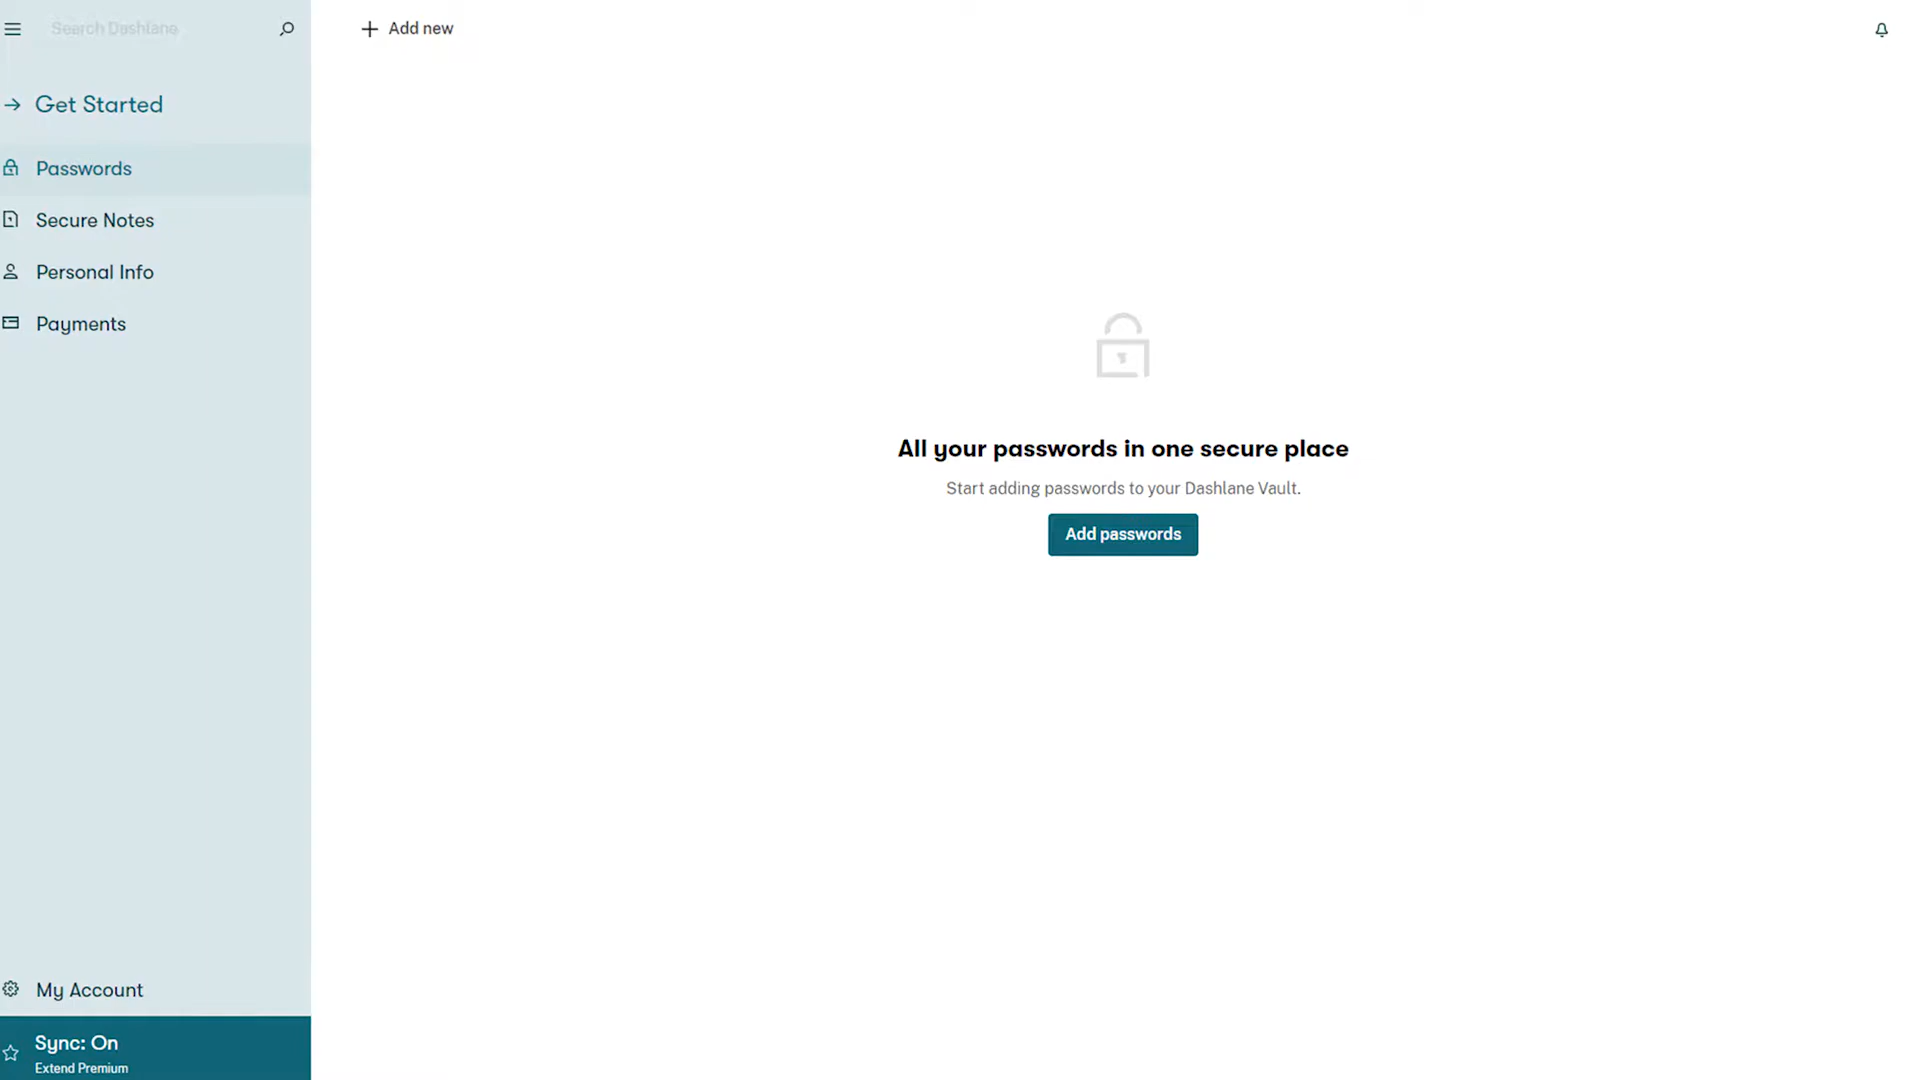 Search Dashlane
Add new
Get Started
Passwords
Secure Notes
Personal Info
Payments
All your passwords in one secure place
Start adding passwords to your Dashlane Vault.
Add passwords
My Account
Sync: On
Extend Premium